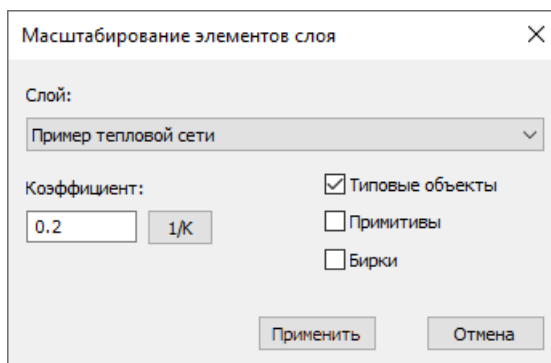 Масштабирование элементов слоя
Слой:
Пример тепловой сети
Коэффициент:
0.2
1/K
Типовые объекты
Примитивы
Бирки
Применить
Отмена